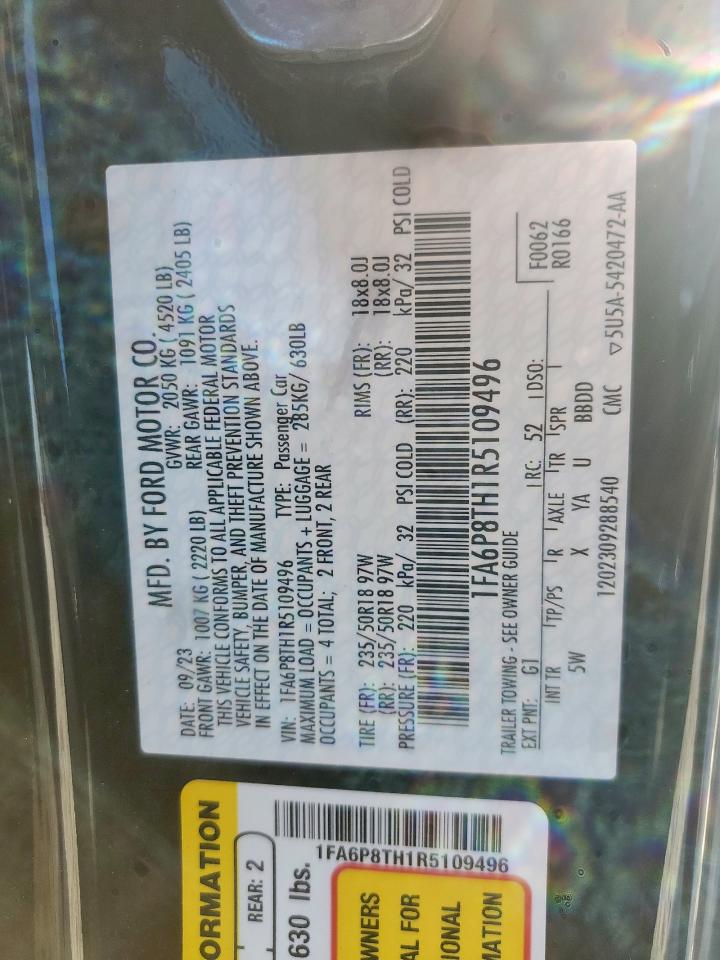 MFD. BY FORD MOTOR CO.
DATE: 09/23 GVWR: 2050 KG ( 4520 LB)
FRONT GAWR: 1007 KG ( 2220 LB) REAR GAWR: 1091 KG ( 2405 LB)
THIS VEHICLE CONFORMS TO ALL APPLICABLE FEDERAL MOTOR
VEHICLE SAFETY, BUMPER, AND THEFT PREVENTION STANDARDS
IN EFFECT ON THE DATE OF MANUFACTURE SHOWN ABOVE.
VIN: 1FA6P8TH1R5109496 TYPE: Passenger Car
MAXIMUM LOAD = OCCUPANTS + LUGGAGE = 285KG/ 630LB
OCCUPANTS = 4 TOTAL; 2 FRONT, 2 REAR
TIRE (FR): 235/50R18 97W RIMS (FR): 18x8.0J
(RR): 235/50R18 97W (RR): 18x8.0J
PRESSURE (FR): 220 kPa/ 32 PSI COLD (RR): 220 kPa/ 32 PSI COLD
1FA6P8TH1R5109496
TRAILER TOWING - SEE OWNER GUIDE
EXT PNT: G1 RC: 52 DSO: F0062
R0166
INT TR TP/PS R AXLE TR SPR
5W X YA U BBDD
1202309288540 CMC ▽5U5A-5420472-AA
ORMATION
REAR: 2
630 lbs.
1FA6P8TH1R5109496
WNERS
AL FOR
IONAL
MATION